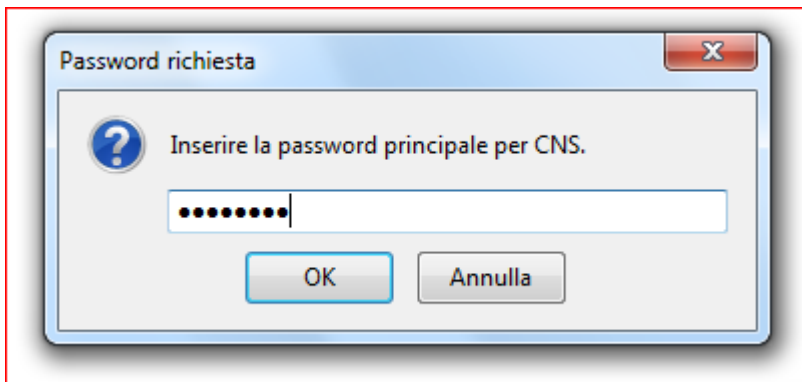 Password richiesta
Inserire la password principale per CNS.
••••••••
OK
Annulla